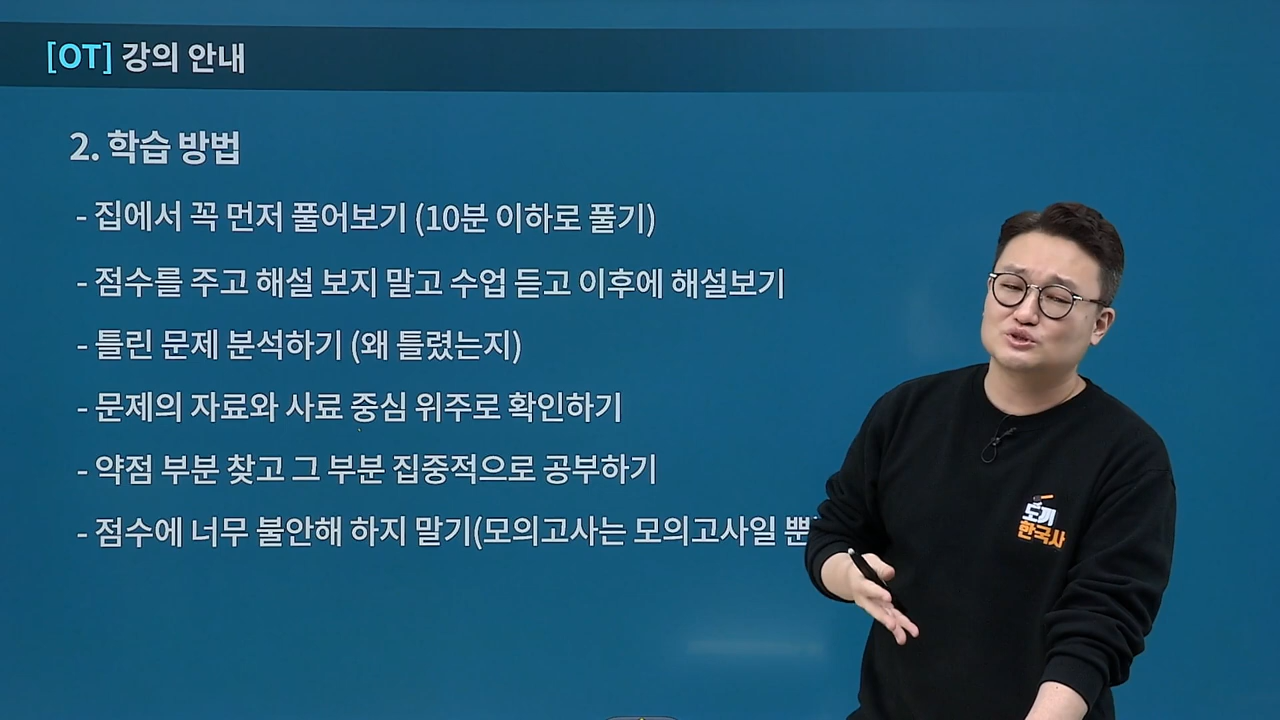 [OT] 강의 안내
2. 학습 방법
- 집에서 꼭 먼저 풀어보기 (10분 이하로 풀기)
- 점수를 주고 해설 보지 말고 수업 듣고 이후에 해설보기
- 틀린 문제 분석하기 (왜 틀렸는지)
- 문제의 자료와 사료 중심 위주로 확인하기
- 약점 부분 찾고 그 부분 집중적으로 공부하기
- 점수에 너무 불안해 하지 말기(모의고사는 모의고사일 뿐
도끼
한국사